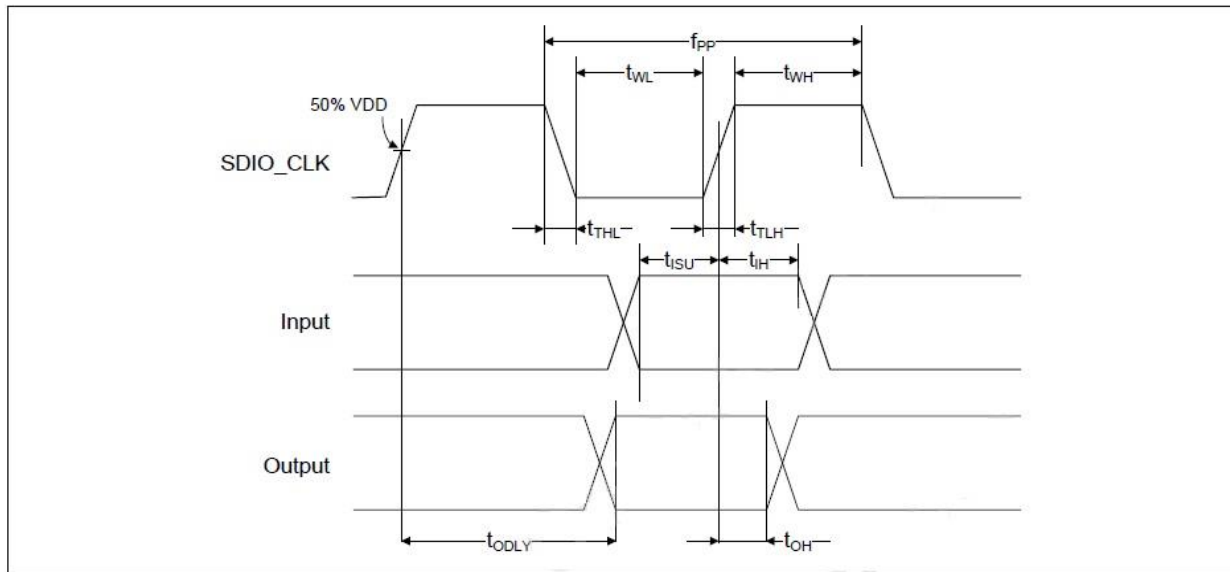 fPP
tWL
tWH
50% VDD
SDIO_CLK
tTHL
tTLH
tISU
tIH
Input
Output
tODLY
tOH